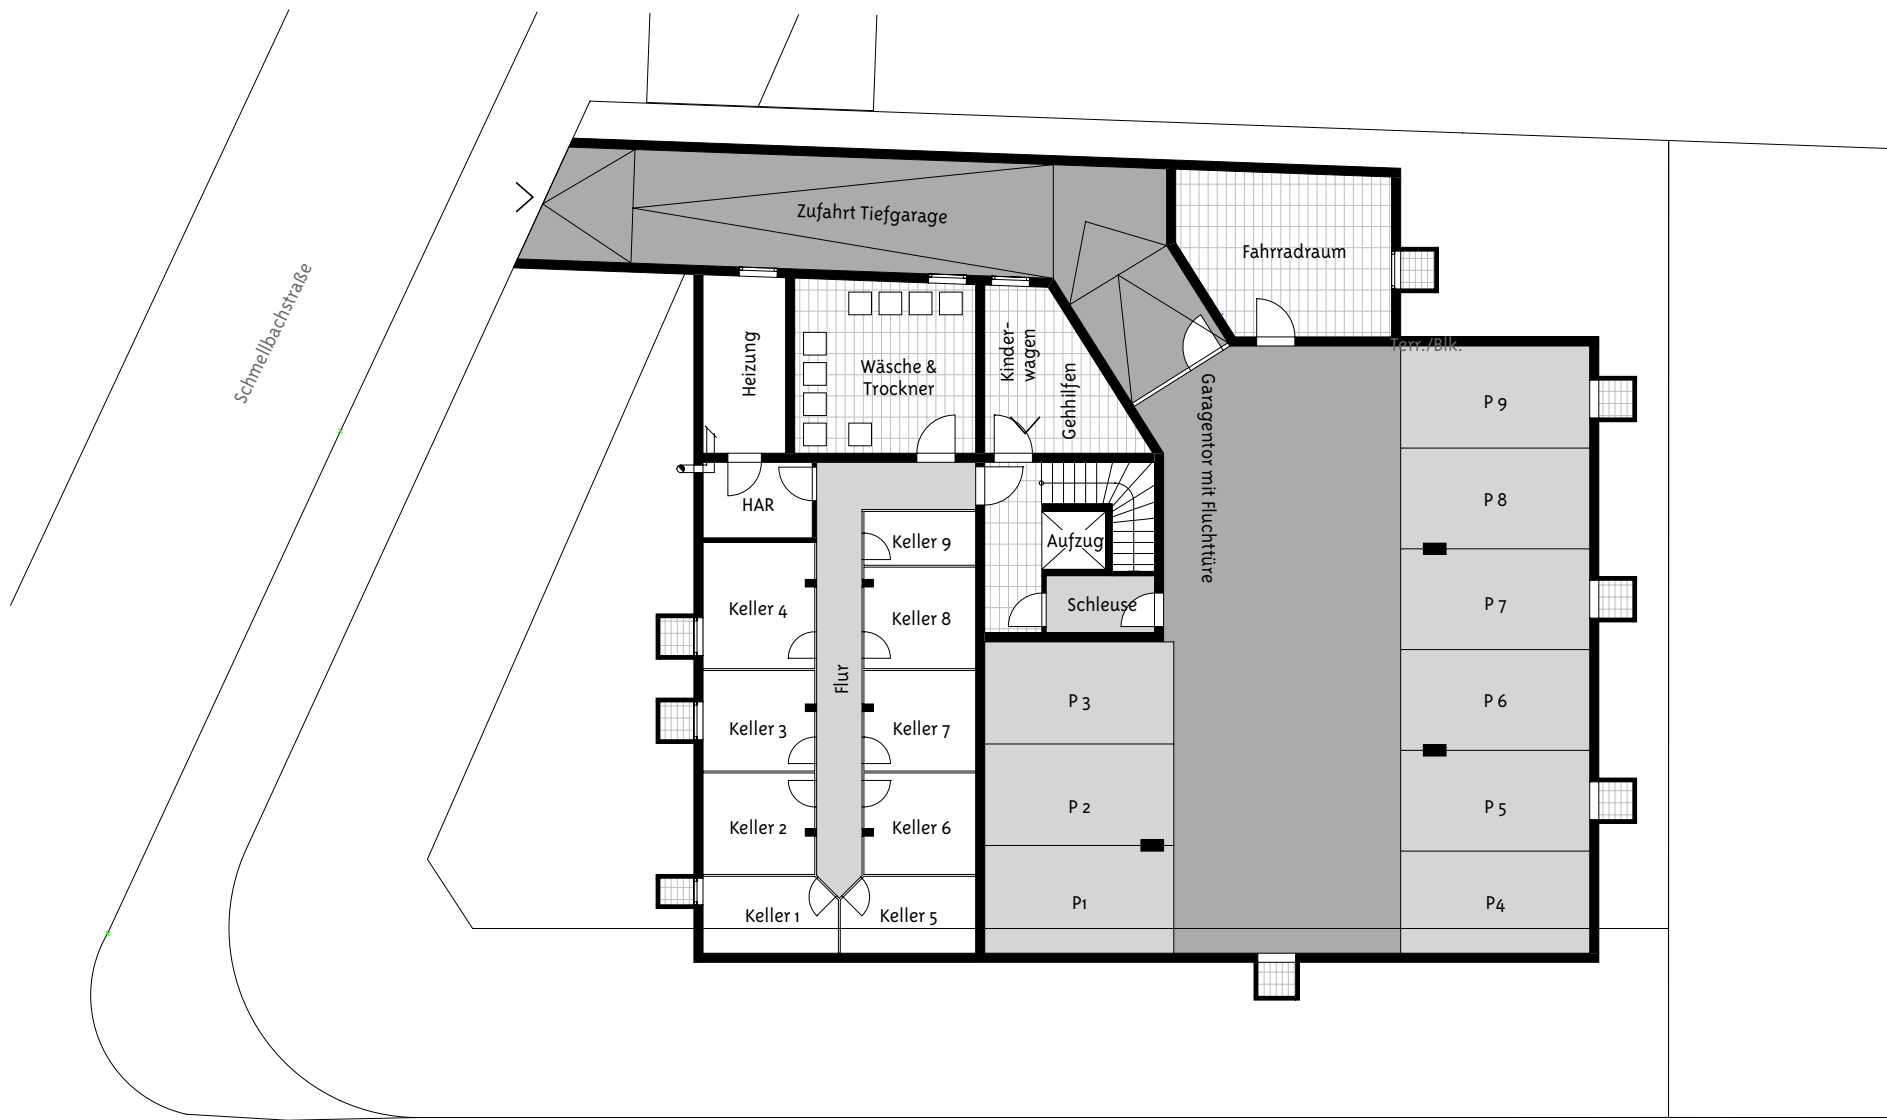 Schmellbachstraße
Zufahrt Tiefgarage
Fahrradraum
Terr./Blk.
Heizung
Wäsche &
Trockner
Kinder-
wagen
Gehhilfen
Garagentor mit Fluchttüre
HAR
Aufzug
Schleuse
Flur
Keller 9
Keller 4
Keller 8
Keller 3
Keller 7
Keller 2
Keller 6
Keller 1
Keller 5
P 3
P 2
P1
P 9
P 8
P 7
P 6
P 5
P4